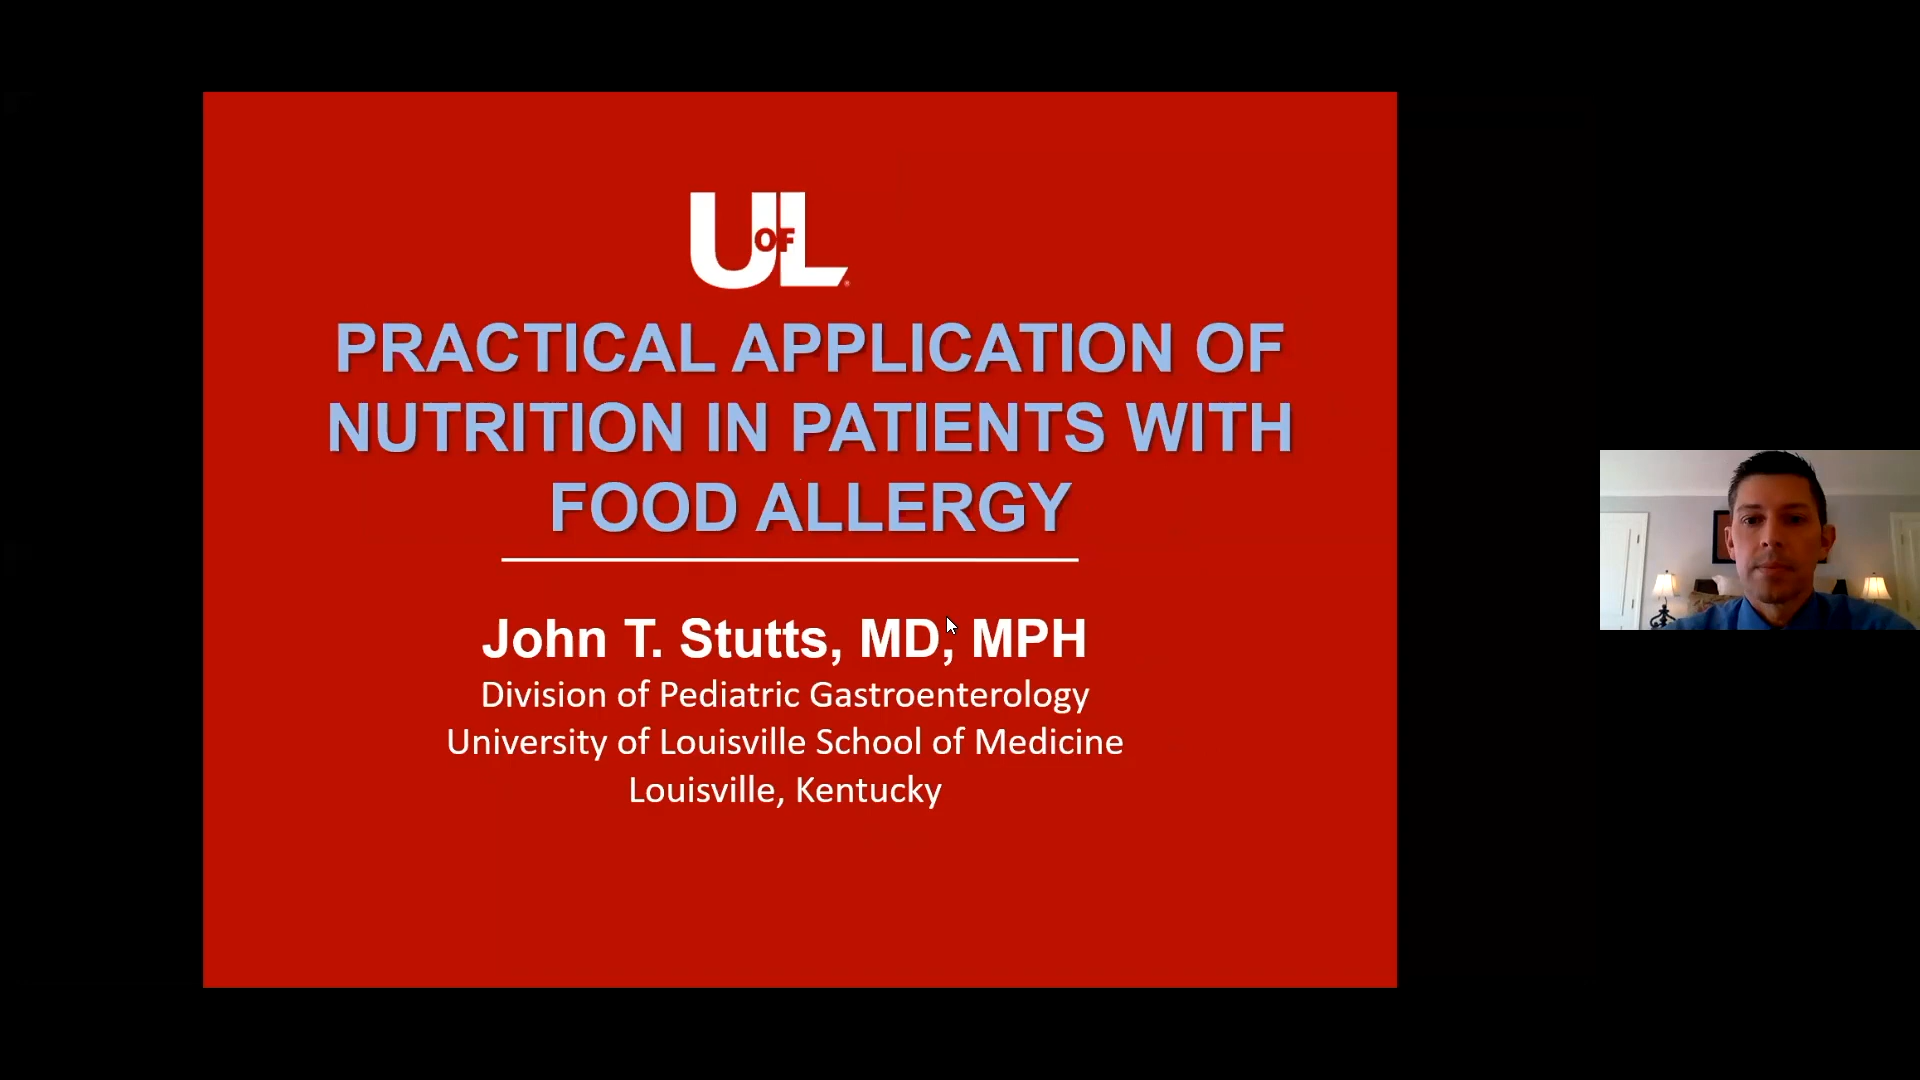 UofL
PRACTICAL APPLICATION OF
NUTRITION IN PATIENTS WITH
FOOD ALLERGY
John T. Stutts, MD, MPH
Division of Pediatric Gastroenterology
University of Louisville School of Medicine
Louisville, Kentucky